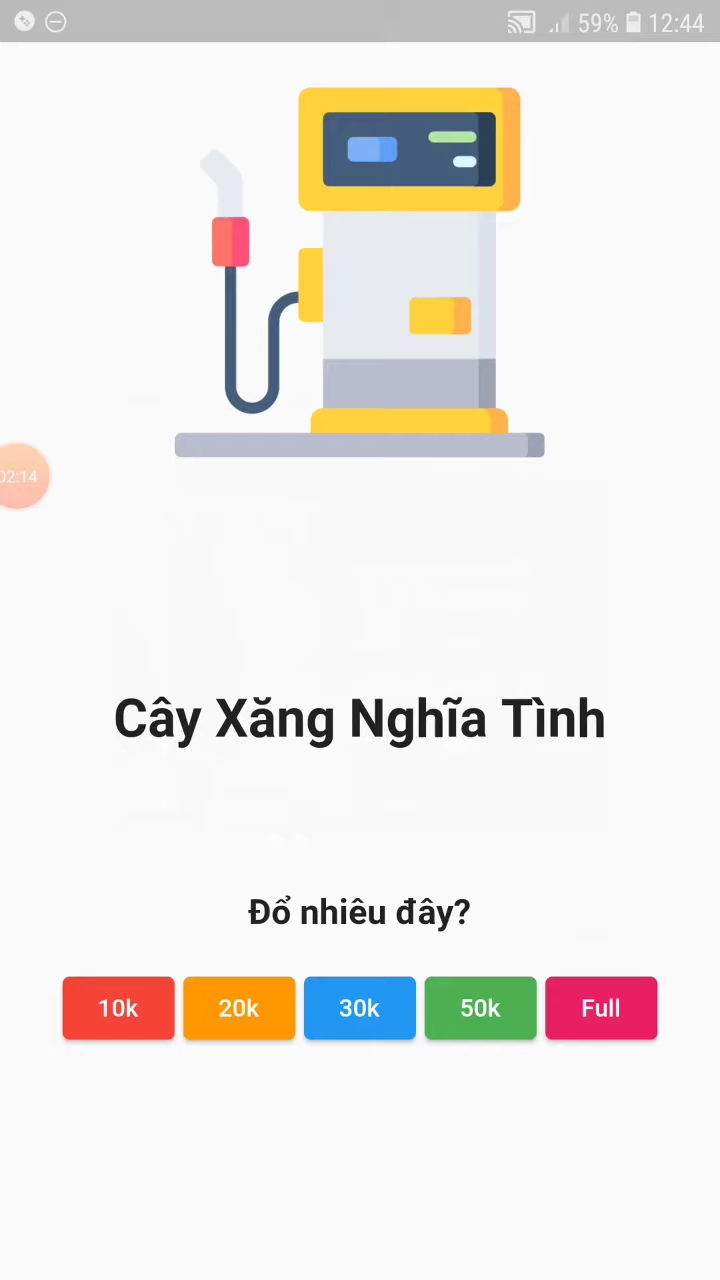 59% 12:44
02:14
Cây Xăng Nghĩa Tình
Đổ nhiêu đây?
10k 20k 30k 50k Full